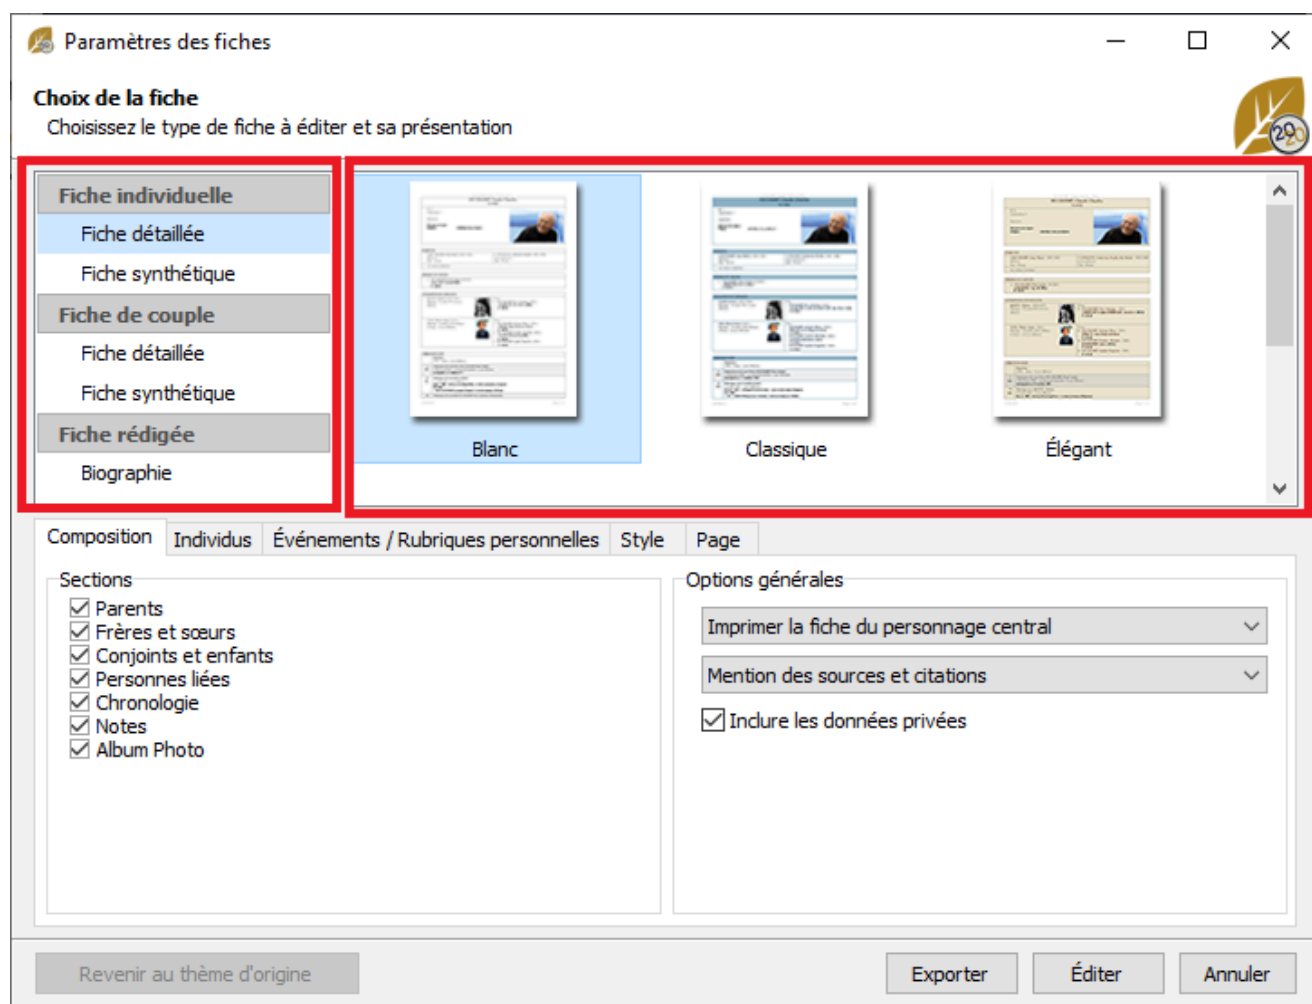 Paramètres des fiches
Choix de la fiche
Choisissez le type de fiche à éditer et sa présentation
2020
Fiche individuelle
Fiche détaillée
Fiche synthétique
Fiche de couple
Fiche détaillée
Fiche synthétique
Fiche rédigée
Biographie
Blanc
Classique
Élégant
Composition
Individus
Événements / Rubriques personnelles
Style
Page
Sections
Parents
Frères et sœurs
Conjoints et enfants
Personnes liées
Chronologie
Notes
Album Photo
Options générales
Imprimer la fiche du personnage central
Mention des sources et citations
Inclure les données privées
Revenir au thème d'origine
Exporter
Éditer
Annuler